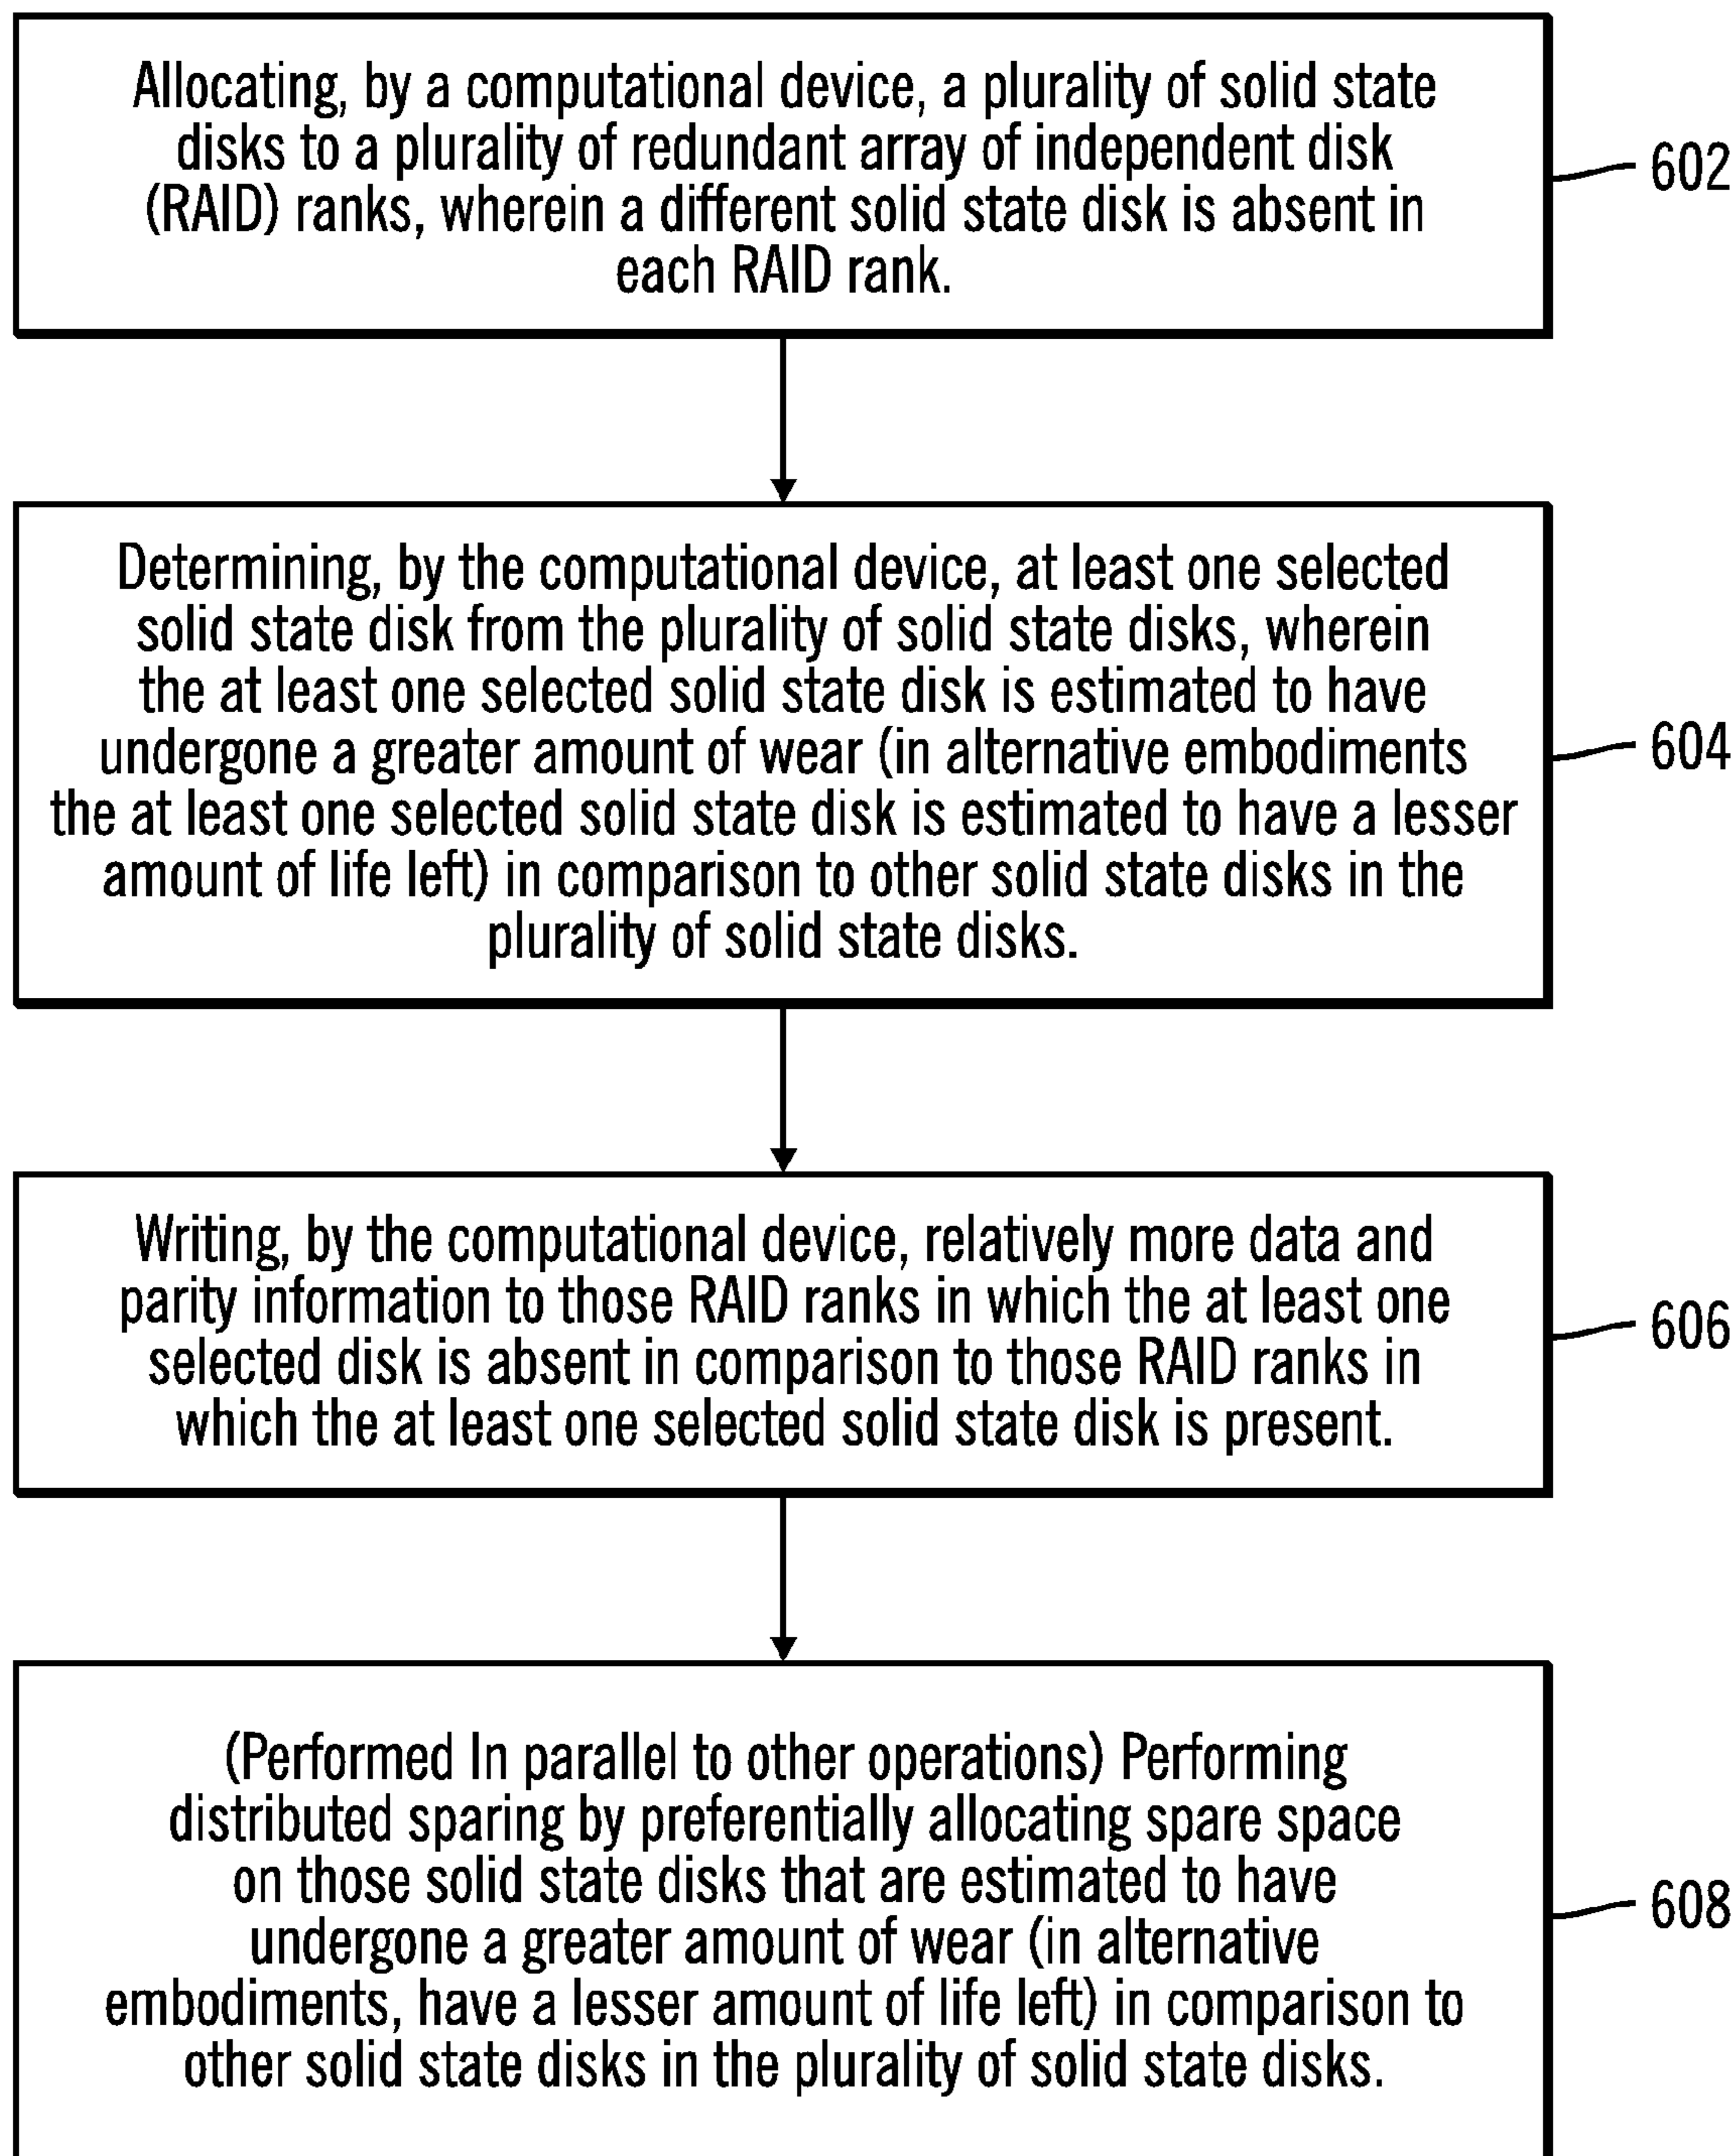 Allocating, by a computational device, a plurality of solid state
disks to a plurality of redundant array of independent disk
(RAID) ranks, wherein a different solid state disk is absent in
each RAID rank.
602
Determining, by the computational device, at least one selected
solid state disk from the plurality of solid state disks, wherein
the at least one selected solid state disk is estimated to have
undergone a greater amount of wear (in alternative embodiments
the at least one selected solid state disk is estimated to have a lesser
amount of life left) in comparison to other solid state disks in the
plurality of solid state disks.
604
Writing, by the computational device, relatively more data and
parity information to those RAID ranks in which the at least one
selected disk is absent in comparison to those RAID ranks in
which the at least one selected solid state disk is present.
606
(Performed In parallel to other operations) Performing
distributed sparing by preferentially allocating spare space
on those solid state disks that are estimated to have
undergone a greater amount of wear (in alternative
embodiments, have a lesser amount of life left) in comparison to
other solid state disks in the plurality of solid state disks.
608